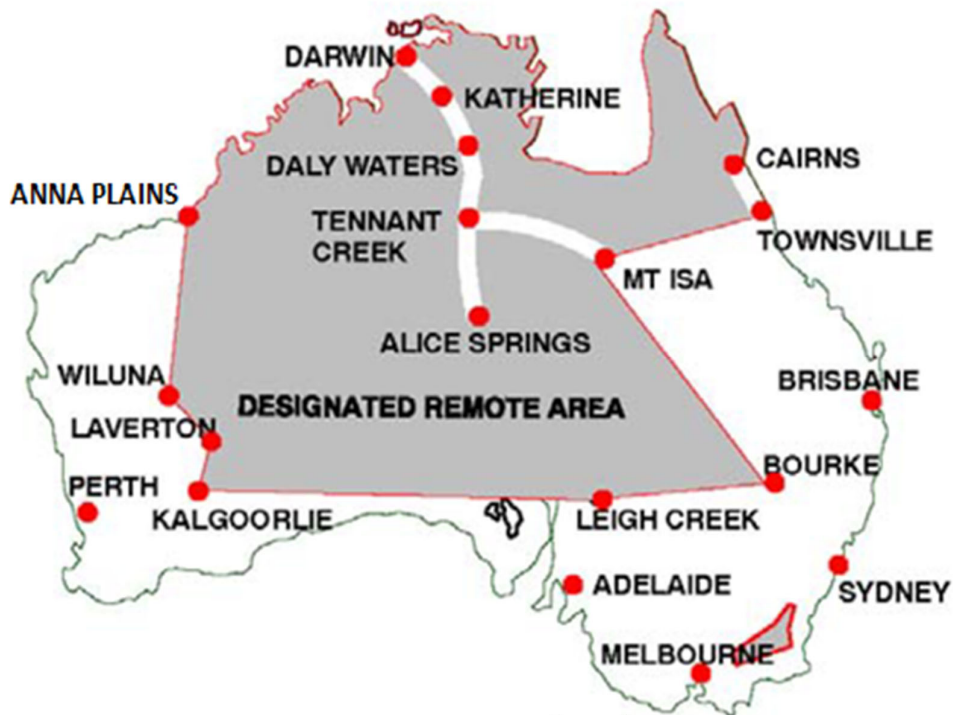 DARWIN
KATHERINE
DALY WATERS
CAIRNS
ANNA PLAINS
TENNANT
CREEK
TOWNSVILLE
MT ISA
ALICE SPRINGS
WILUNA
BRISBANE
DESIGNATED REMOTE AREA
LAVERTON
BOURKE
PERTH
KALGOORLIE
LEIGH CREEK
ADELAIDE
SYDNEY
MELBOURNE